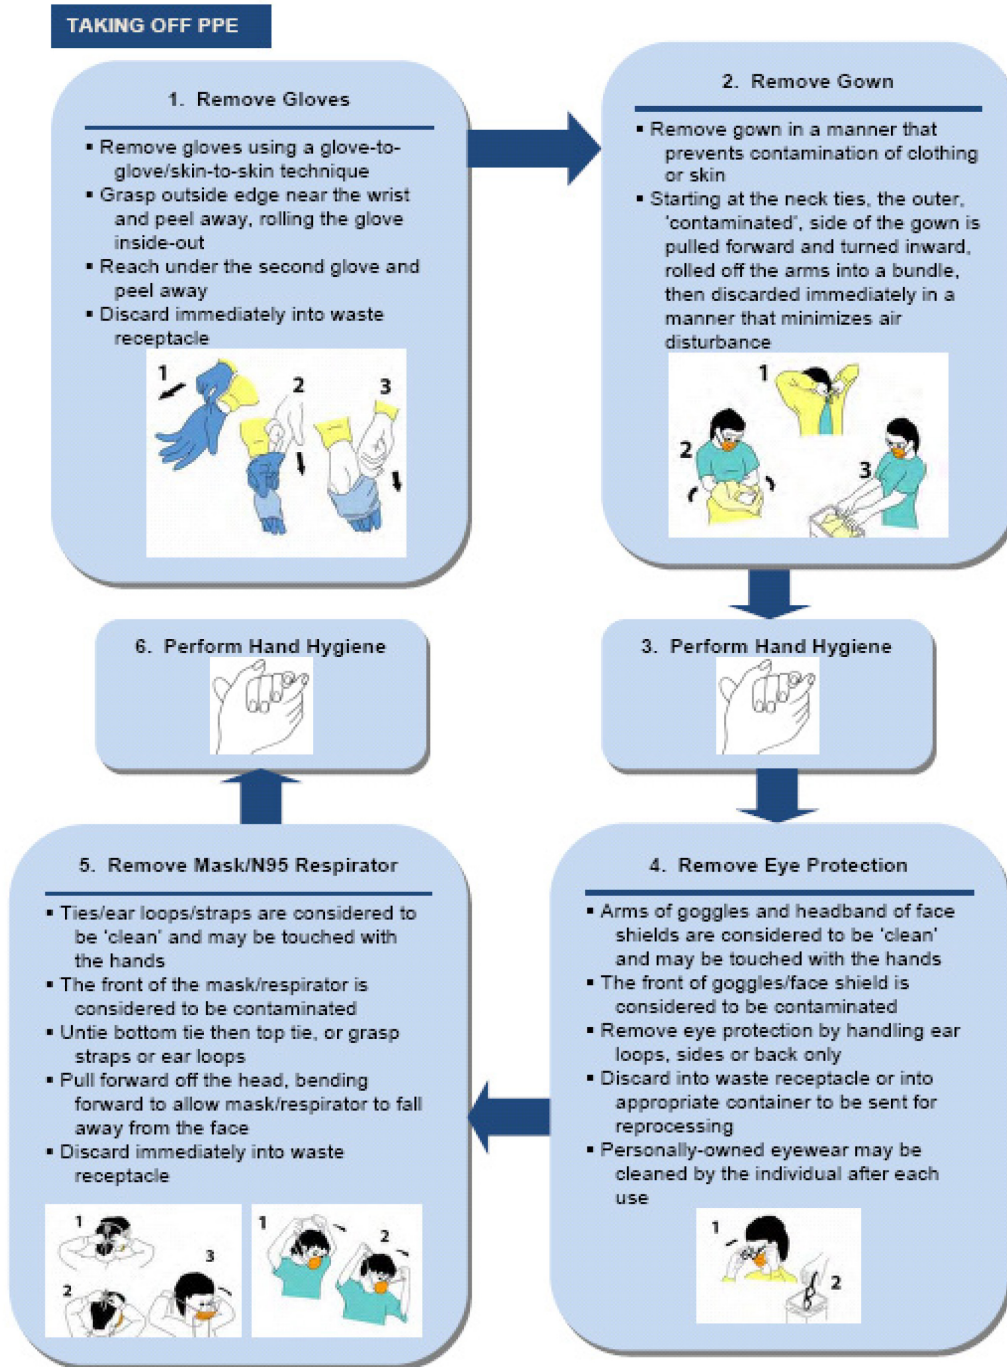 TAKING OFF PPE
1. Remove Gloves
▪ Remove gloves using a glove-to-
glove/skin-to-skin technique
▪ Grasp outside edge near the wrist
and peel away, rolling the glove
inside-out
▪ Reach under the second glove and
peel away
▪ Discard immediately into waste
receptacle
1
2
3
2. Remove Gown
▪ Remove gown in a manner that
prevents contamination of clothing
or skin
▪ Starting at the neck ties, the outer,
'contaminated', side of the gown is
pulled forward and turned inward,
rolled off the arms into a bundle,
then discarded immediately in a
manner that minimizes air
disturbance
1
2
3
3. Perform Hand Hygiene
4. Remove Eye Protection
▪ Arms of goggles and headband of face
shields are considered to be 'clean'
and may be touched with the hands
▪ The front of goggles/face shield is
considered to be contaminated
▪ Remove eye protection by handling ear
loops, sides or back only
▪ Discard into waste receptacle or into
appropriate container to be sent for
reprocessing
▪ Personally-owned eyewear may be
cleaned by the individual after each
use
1
2
5. Remove Mask/N95 Respirator
▪ Ties/ear loops/straps are considered to
be 'clean' and may be touched with
the hands
▪ The front of the mask/respirator is
considered to be contaminated
▪ Untie bottom tie then top tie, or grasp
straps or ear loops
▪ Pull forward off the head, bending
forward to allow mask/respirator to fall
away from the face
▪ Discard immediately into waste
receptacle
1
2
3
1
2
6. Perform Hand Hygiene